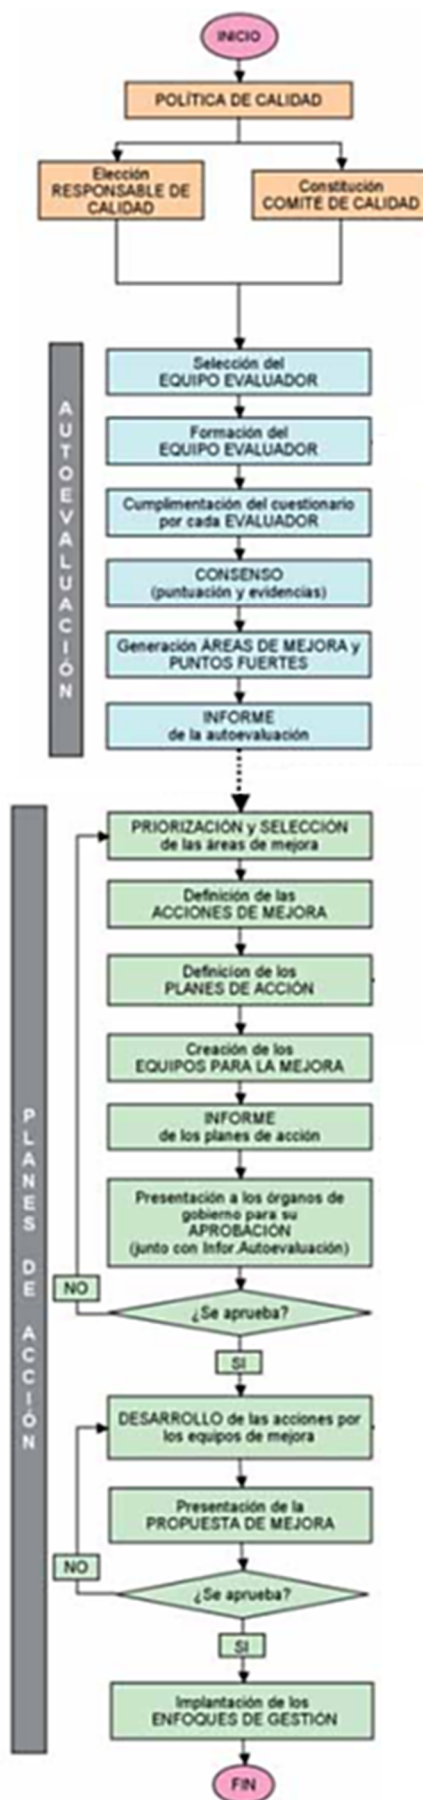 INICIO
POLÍTICA DE CALIDAD
Elección
RESPONSABLE DE
CALIDAD
Constitución
COMITE DE CALIDAD
AUTOEVALUACIÓN
Selección del
EQUIPO EVALUADOR
Formación del
EQUIPO EVALUADOR
Cumplimentación del cuestionario
por cada EVALUADOR
CONSENSO
(puntuación y evidencias)
Generación ÁREAS DE MEJORA y
PUNTOS FUERTES
INFORME
de la autoevaluación
PLANES DE ACCIÓN
PRIORIZACIÓN y SELECCIÓN
de las áreas de mejora
Definición de las
ACCIONES DE MEJORA
Definicion de los
PLANES DE ACCIÓN
Creación de los
EQUIPOS PARA LA MEJORA
INFORME
de los planes de acción
Presentación a los órganos de
gobierno para su
APROBACIÓN
(junto con Infor.Autoevaluación)
NO
¿Se aprueba?
SI
DESARROLLO de las acciones por
los equipos de mejora
Presentación de la
PROPUESTA DE MEJORA
NO
¿Se aprueba?
SI
Implantación de los
ENFOQUES DE GESTIÓN
FIN